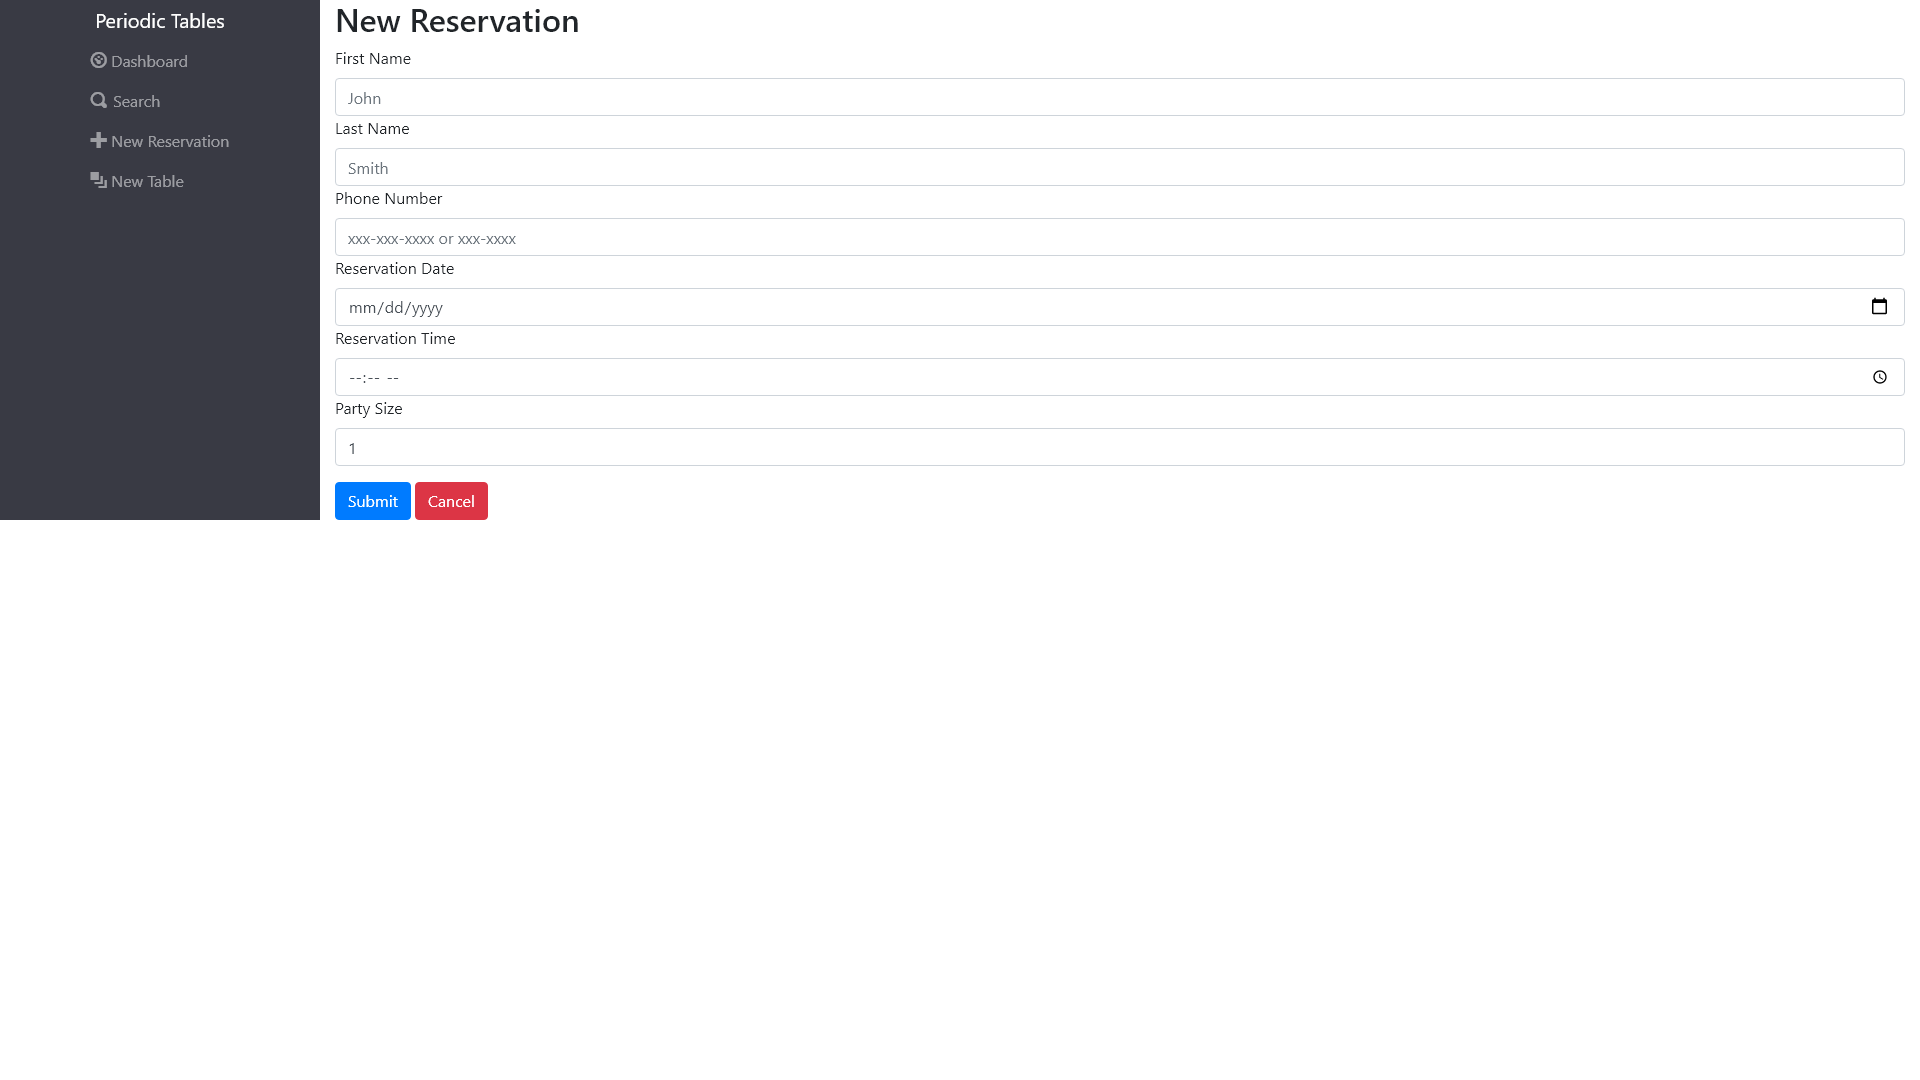 Periodic Tables
Dashboard
Search
New Reservation
New Table
New Reservation
First Name
John
Last Name
Smith
Phone Number
xxx-xxx-xxxx or xxx-xxxx
Reservation Date
mm/dd/yyyy
Reservation Time
--:-- --
Party Size
1
Submit Cancel